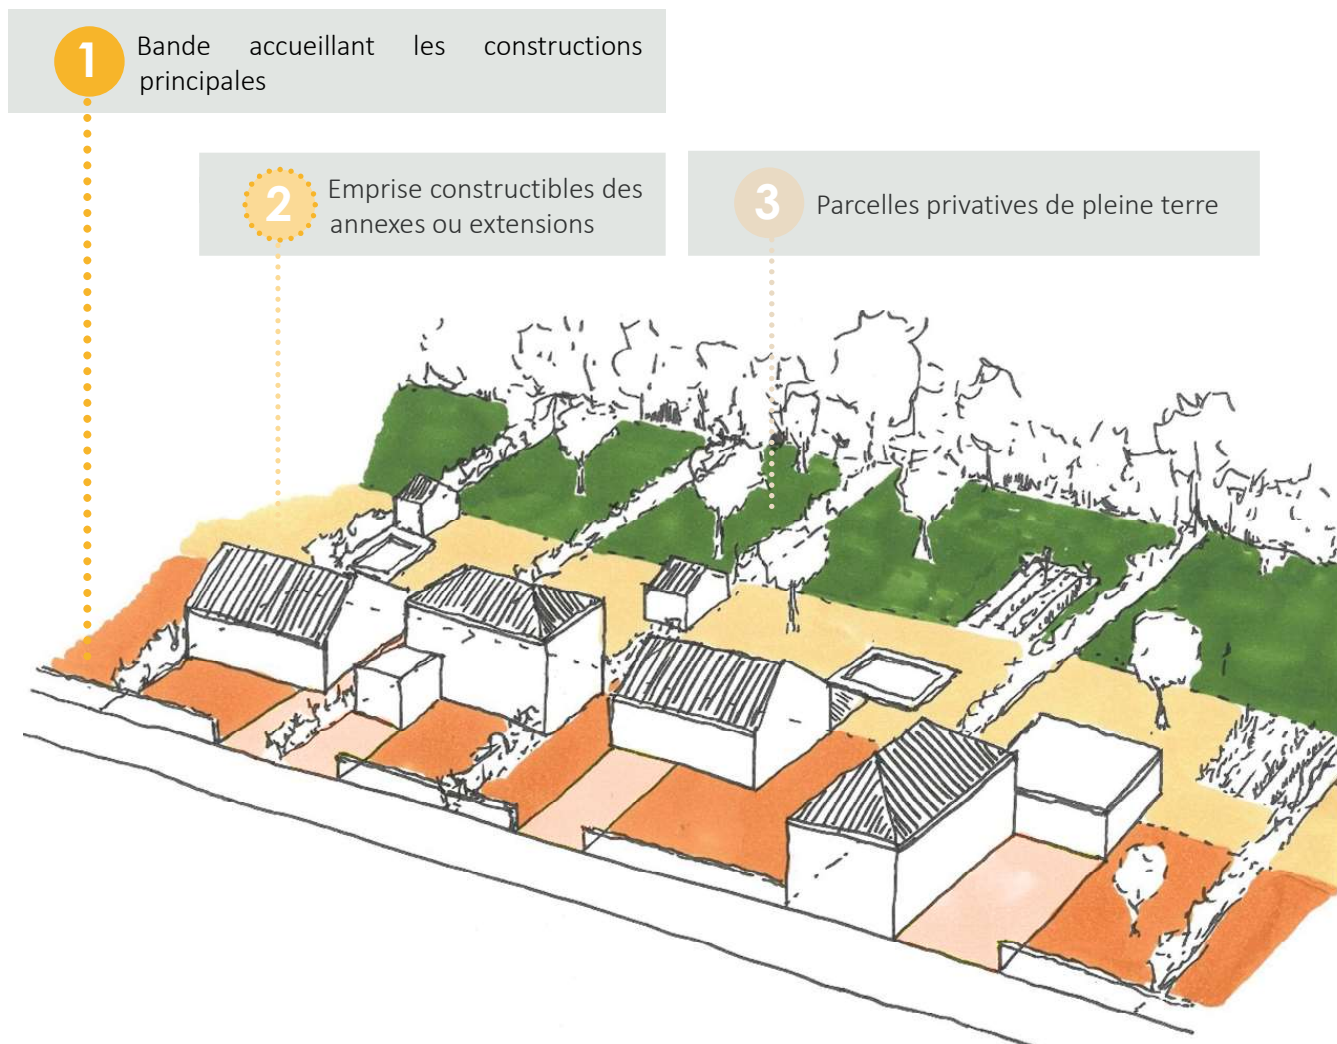 1
Bande accueillant les constructions
principales
2
Emprise constructibles des
annexes ou extensions
3
Parcelles privatives de pleine terre